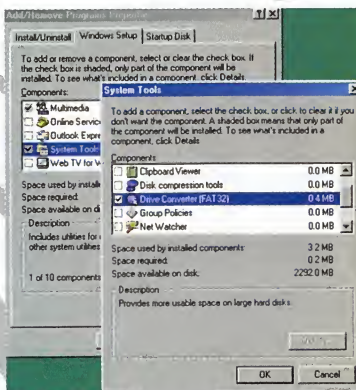 Add/Remove Programs Properties
Install/Uninstall Windows Setup Startup Disk
To add or remove a component, select or clear the check box. If
the check box is shaded, only part of the component will be
installed. To see what's included in a component, click Details.
Components:
Multimedia
Online Servic
Outlook Expre
System Tools
Web TV for W
Space used by install
Space required:
Space available on di
Description
Includes utilities for
other system utilities
1 of 10 components
System Tools
To add a component, select the check box, or click to clear it if you
don't want the component. A shaded box means that only part of
the component will be installed. To see what's included in a
component, click Details
Components:
Clipboard Viewer 0.0 MB
Disk compression tools 0.0 MB
Drive Converter (FAT32) 0.4 MB
Group Policies 0.0 MB
Net Watcher 0.0 MB
Space used by installed components: 3.2 MB
Space required: 0.2 MB
Space available on disk: 2292.0 MB
Description
Provides more usable space on large hard disks.
Details...
OK Cancel